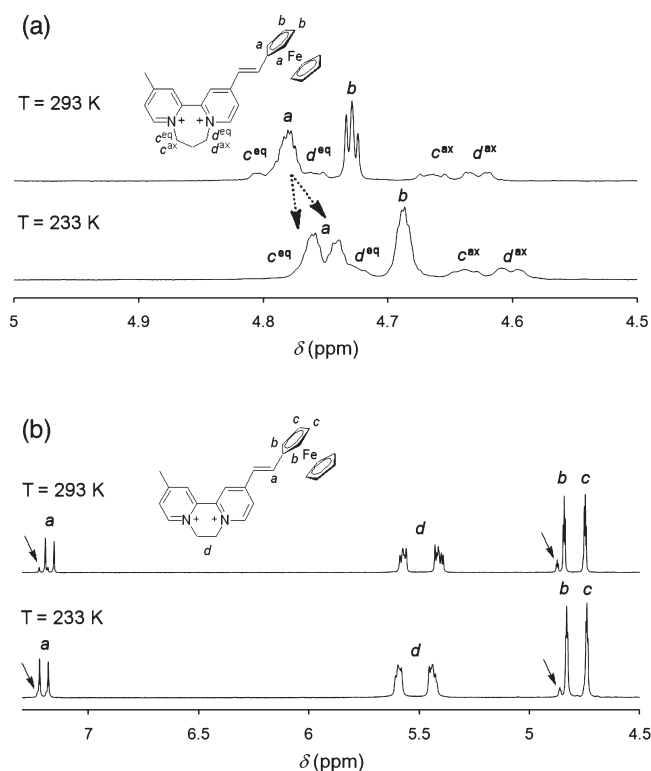 (a)
b b
a
Fe
a
T = 293 K
N+ +N
c^eq d^eq
c^ax d^ax
c^eq a d^eq b c^ax d^ax
T = 233 K
c^eq a d^eq b c^ax d^ax
5 4.9 4.8 4.7 4.6 4.5
δ (ppm)
(b)
c c
b
Fe
b
a
T = 293 K
N+ +N
d
a d b c
T = 233 K
a d b c
7 6 5.5 5 4.5
δ (ppm)